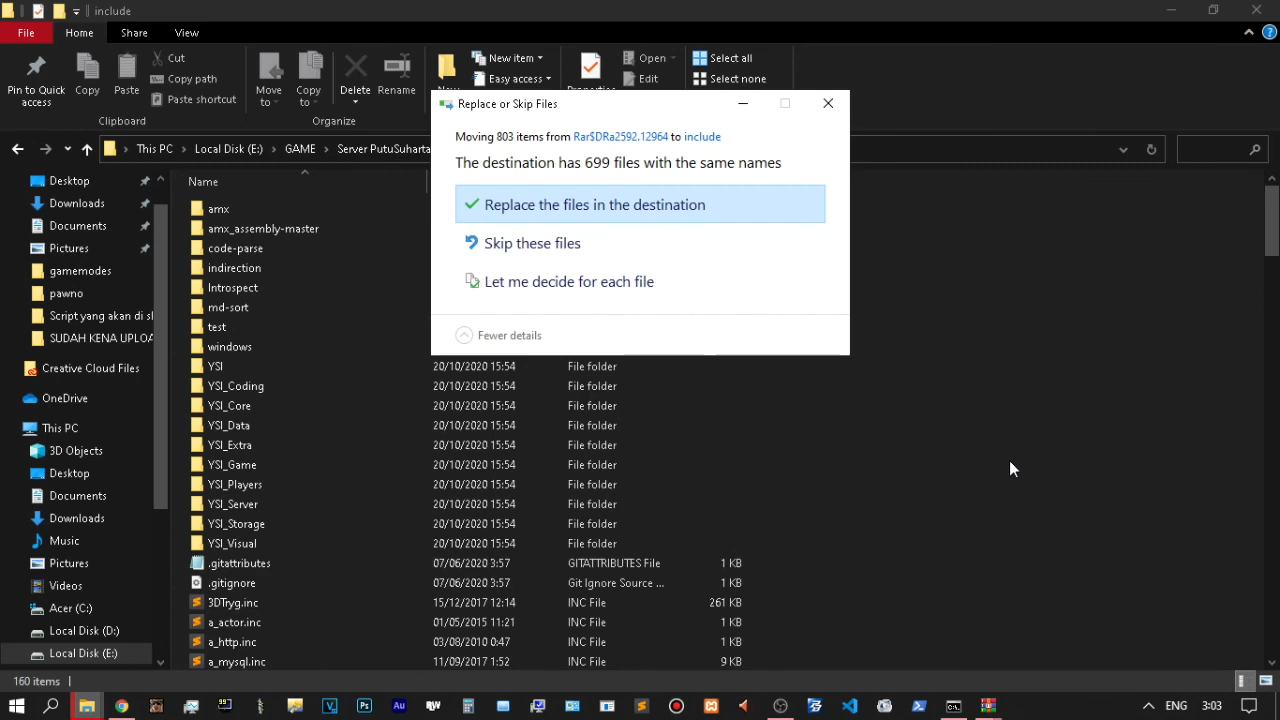 include
File
Home
Share
View
Pin to Quick access
Copy
Paste
Cut
Copy path
Paste shortcut
Clipboard
Move to
Copy to
Delete
Rename
Organize
New item
Easy access
Open
Edit
Select all
Select none
Replace or Skip Files
Moving 803 items from Rar$DRa2592.12964 to include
The destination has 699 files with the same names
Replace the files in the destination
Skip these files
Let me decide for each file
Fewer details
This PC > Local Disk (E:) > GAME > Server PutuSuharta
Desktop
Downloads
Documents
Pictures
gamemodes
pawno
Script yang akan di sl
SUDAH KENA UPLOA
Creative Cloud Files
OneDrive
This PC
3D Objects
Desktop
Documents
Downloads
Music
Pictures
Videos
Acer (C:)
Local Disk (D:)
Local Disk (E:)
Name
amx
amx_assembly-master
code-parse
indirection
Introspect
md-sort
test
windows
YSI 20/10/2020 15:54 File folder
YSI_Coding 20/10/2020 15:54 File folder
YSI_Core 20/10/2020 15:54 File folder
YSI_Data 20/10/2020 15:54 File folder
YSI_Extra 20/10/2020 15:54 File folder
YSI_Game 20/10/2020 15:54 File folder
YSI_Players 20/10/2020 15:54 File folder
YSI_Server 20/10/2020 15:54 File folder
YSI_Storage 20/10/2020 15:54 File folder
YSI_Visual 20/10/2020 15:54 File folder
.gitattributes 07/06/2020 3:57 GITATTRIBUTES File 1 KB
.gitignore 07/06/2020 3:57 Git Ignore Source ... 1 KB
3DTryg.inc 15/12/2017 12:14 INC File 261 KB
a_actor.inc 01/05/2015 11:21 INC File 1 KB
a_http.inc 03/08/2010 0:47 INC File 1 KB
a_mysql.inc 11/09/2017 1:52 INC File 9 KB
160 items
ENG 3:03